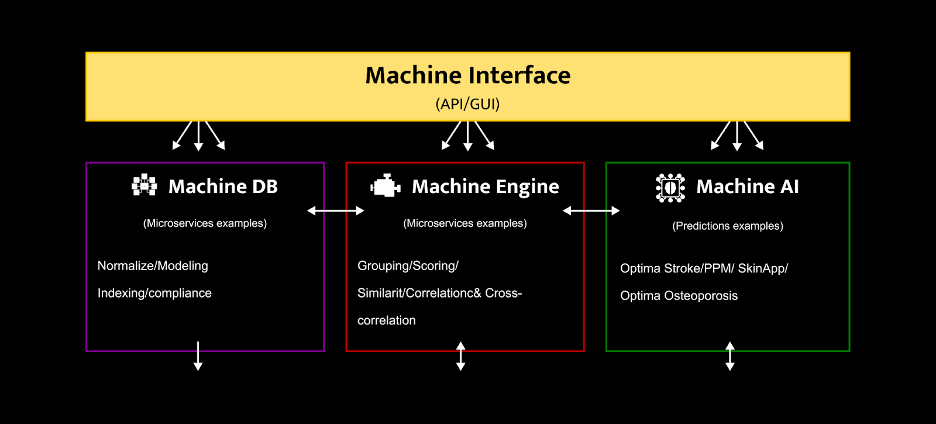 Machine Interface
(API/GUI)
Machine DB
(Microservices examples)
Normalize/Modeling
Indexing/compliance
Machine Engine
(Microservices examples)
Grouping/Scoring/
Similarit/Correlationc& Cross-
correlation
Machine AI
(Predictions examples)
Optima Stroke/PPM/ SkinApp/
Optima Osteoporosis